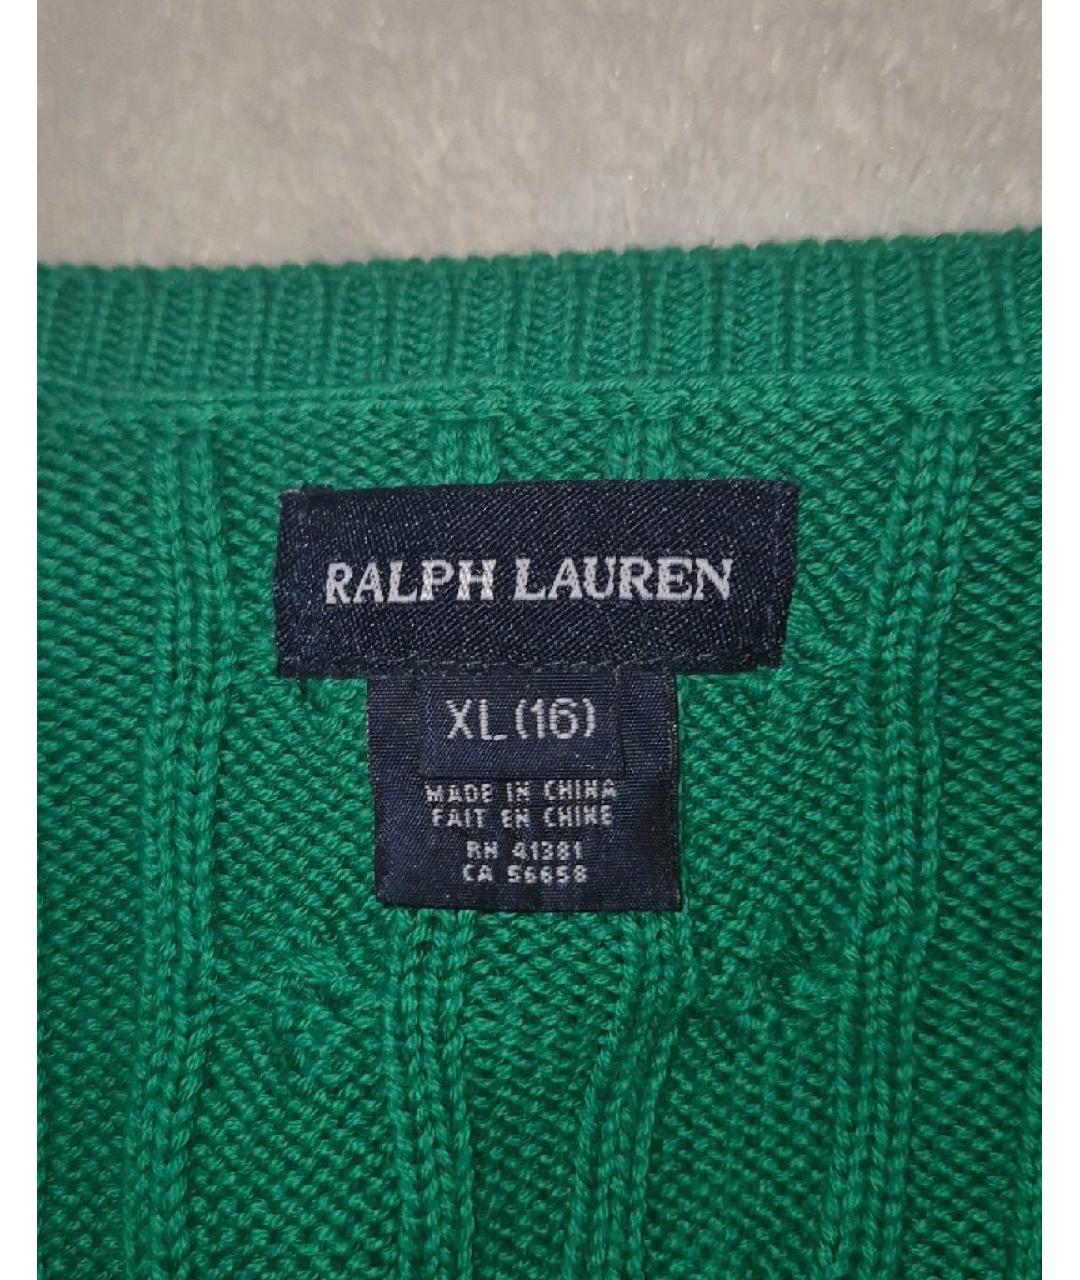 RALPH LAUREN
XL (16)
MADE IN CHINA
FAIT EN CHINE
RN 41381
CA 56658